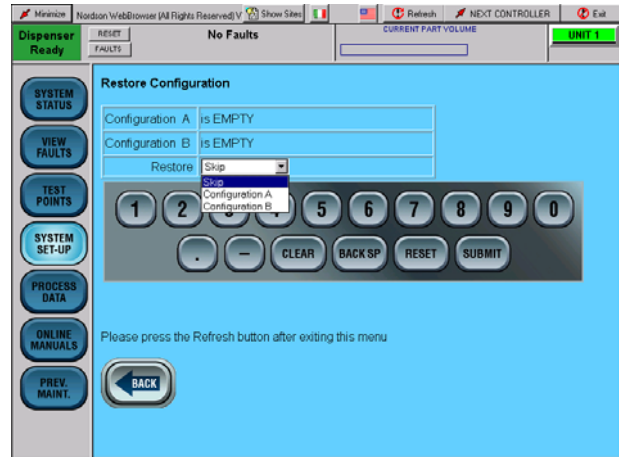 Minimize Nordson WebBrowser (All Rights Reserved) V Show Sites Refresh NEXT CONTROLLER Exit
Dispenser Ready
RESET
FAULTS
No Faults
CURRENT PART VOLUME
UNIT 1
SYSTEM STATUS
VIEW FAULTS
TEST POINTS
SYSTEM SET-UP
PROCESS DATA
ONLINE MANUALS
PREV. MAINT.
Restore Configuration
Configuration A is EMPTY
Configuration B is EMPTY
Restore Skip
Skip
Configuration A
Configuration B
1 2 3 4 5 6 7 8 9 0
. – CLEAR BACK SP RESET SUBMIT
Please press the Refresh button after exiting this menu
BACK